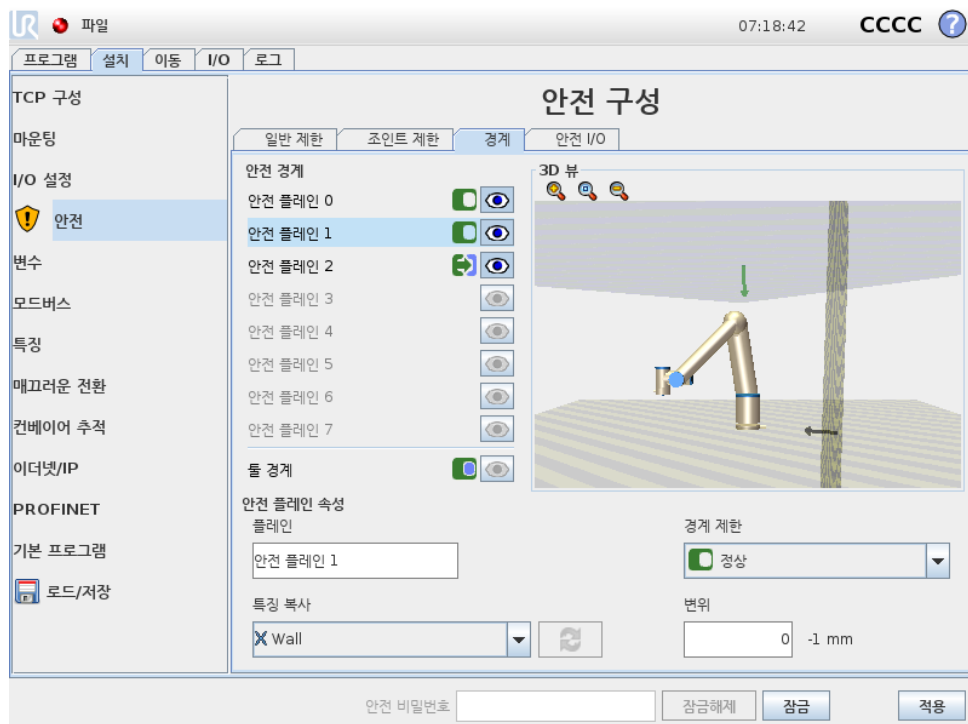 UR 파일 07:18:42 CCCC ?
프로그램 설치 이동 I/O 로그
TCP 구성
마운팅
I/O 설정
안전
변수
모드버스
특징
매끄러운 전환
컨베이어 추적
이더넷/IP
PROFINET
기본 프로그램
로드/저장
안전 구성
일반 제한 조인트 제한 경계 안전 I/O
안전 경계
안전 플레인 0
안전 플레인 1
안전 플레인 2
안전 플레인 3
안전 플레인 4
안전 플레인 5
안전 플레인 6
안전 플레인 7
툴 경계
3D 뷰
안전 플레인 속성
플레인
안전 플레인 1
특징 복사
Wall
경계 제한
정상
변위
0 -1 mm
안전 비밀번호 잠금해제 잠금 적용